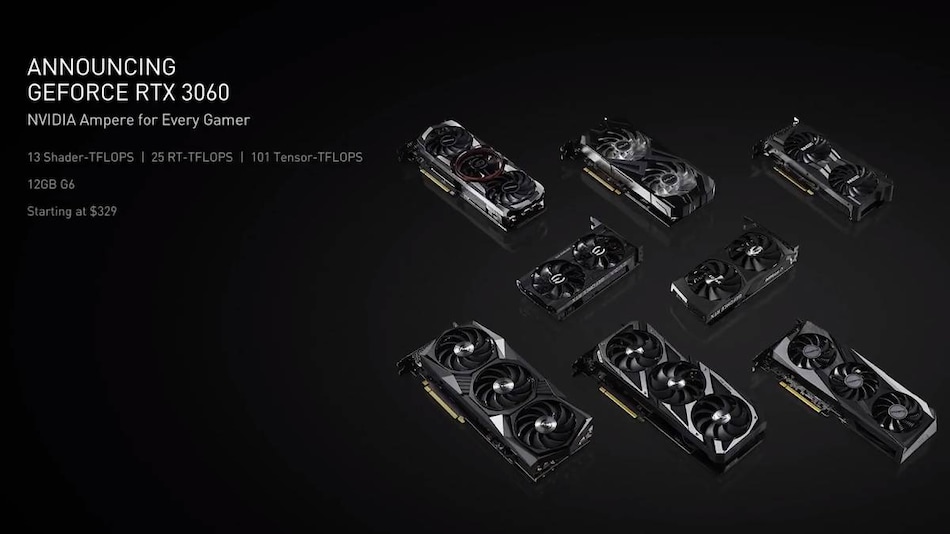 ANNOUNCING
GEFORCE RTX 3060
NVIDIA Ampere for Every Gamer
13 Shader-TFLOPS | 25 RT-TFLOPS | 101 Tensor-TFLOPS
12GB G6
Starting at $329